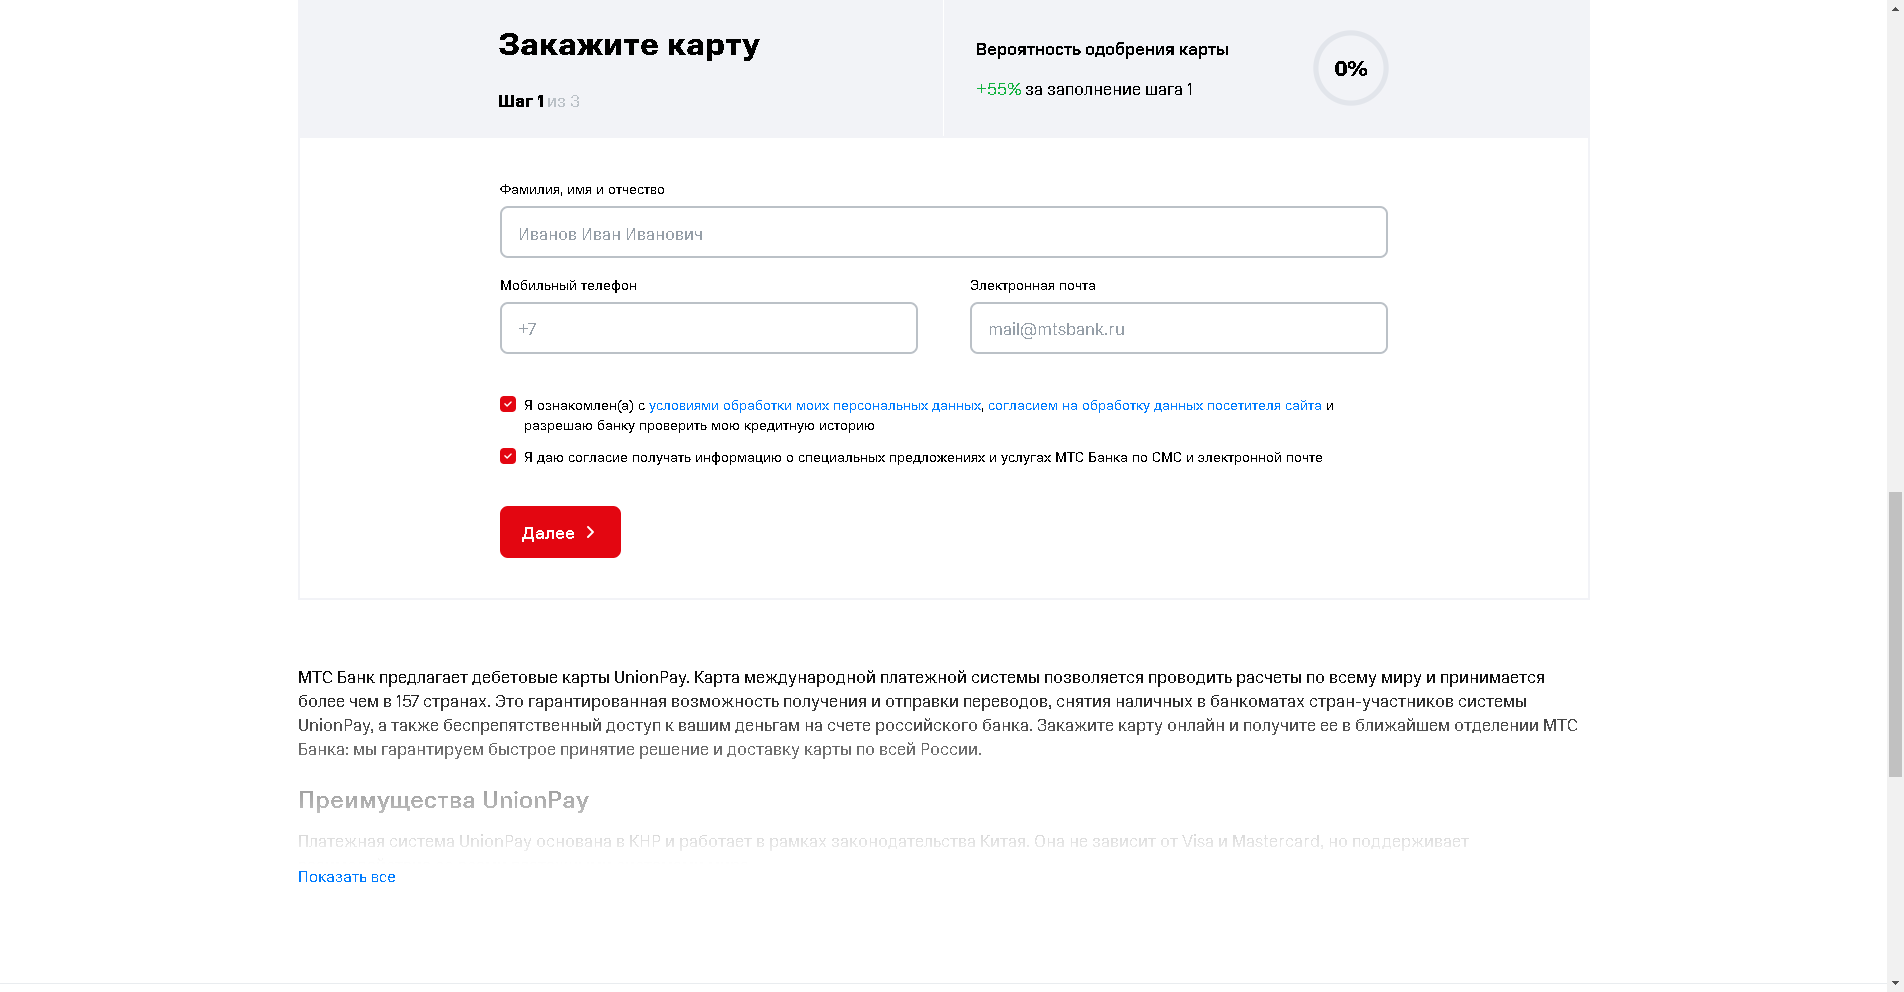 Закажите карту
Шаг 1 из 3
Вероятность одобрения карты
+55% за заполнение шага 1
0%
Фамилия, имя и отчество
Иванов Иван Иванович
Мобильный телефон
Электронная почта
+7
mail@mtsbank.ru
Я ознакомлен(а) с условиями обработки моих персональных данных, согласием на обработку данных посетителя сайта и
разрешаю банку проверить мою кредитную историю
Я даю согласие получать информацию о специальных предложениях и услугах МТС Банка по СМС и электронной почте
Далее
МТС Банк предлагает дебетовые карты UnionPay. Карта международной платежной системы позволяется проводить расчеты по всему миру и принимается
более чем в 157 странах. Это гарантированная возможность получения и отправки переводов, снятия наличных в банкоматах стран-участников системы
UnionPay, а также беспрепятственный доступ к вашим деньгам на счете российского банка. Закажите карту онлайн и получите ее в ближайшем отделении МТС
Банка: мы гарантируем быстрое принятие решение и доставку карты по всей России.
Преимущества UnionPay
Платежная система UnionPay основана в КНР и работает в рамках законодательства Китая. Она не зависит от Visa и Mastercard, но поддерживает
Показать все